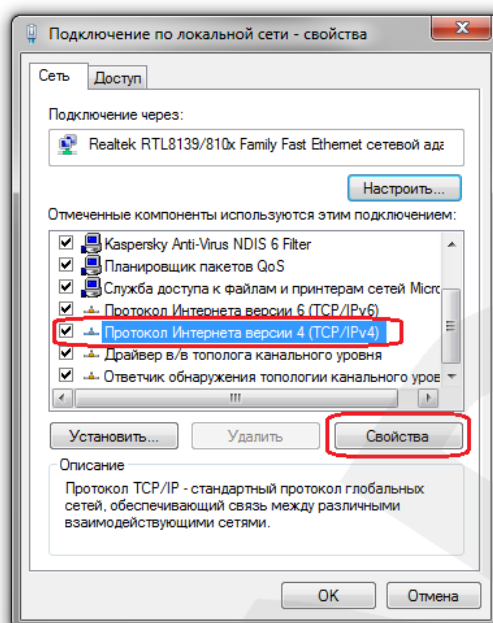 Подключение по локальной сети - свойства
Сеть
Доступ
Подключение через:
Realtek RTL8139/810x Family Fast Ethernet сетевой ада
Настроить...
Отмеченные компоненты используются этим подключением:
Kaspersky Anti-Virus NDIS 6 Filter
Планировщик пакетов QoS
Служба доступа к файлам и принтерам сетей Micro
Протокол Интернета версии 6 (TCP/IPv6)
Протокол Интернета версии 4 (TCP/IPv4)
Драйвер в/в тополога канального уровня
Ответчик обнаружения топологии канального уров
Установить...
Удалить
Свойства
Описание
Протокол TCP/IP - стандартный протокол глобальных
сетей, обеспечивающий связь между различными
взаимодействующими сетями.
OK
Отмена